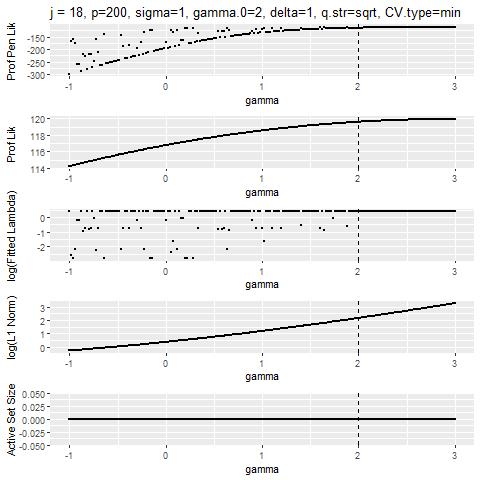 j = 18, p=200, sigma=1, gamma.0=2, delta=1, q.str=sqrt, CV.type=min
Prof Pen Lik
-150
-200
-250
-300
-1 0 1 2 3
gamma
Prof Lik
120
118
116
114
-1 0 1 2 3
gamma
log(Fitted Lambda)
0
-1
-2
-1 0 1 2 3
gamma
log(L1 Norm)
3
2
1
0
-1 0 1 2 3
gamma
Active Set Size
0.050
0.025
0.000
-0.025
-0.050
-1 0 1 2 3
gamma